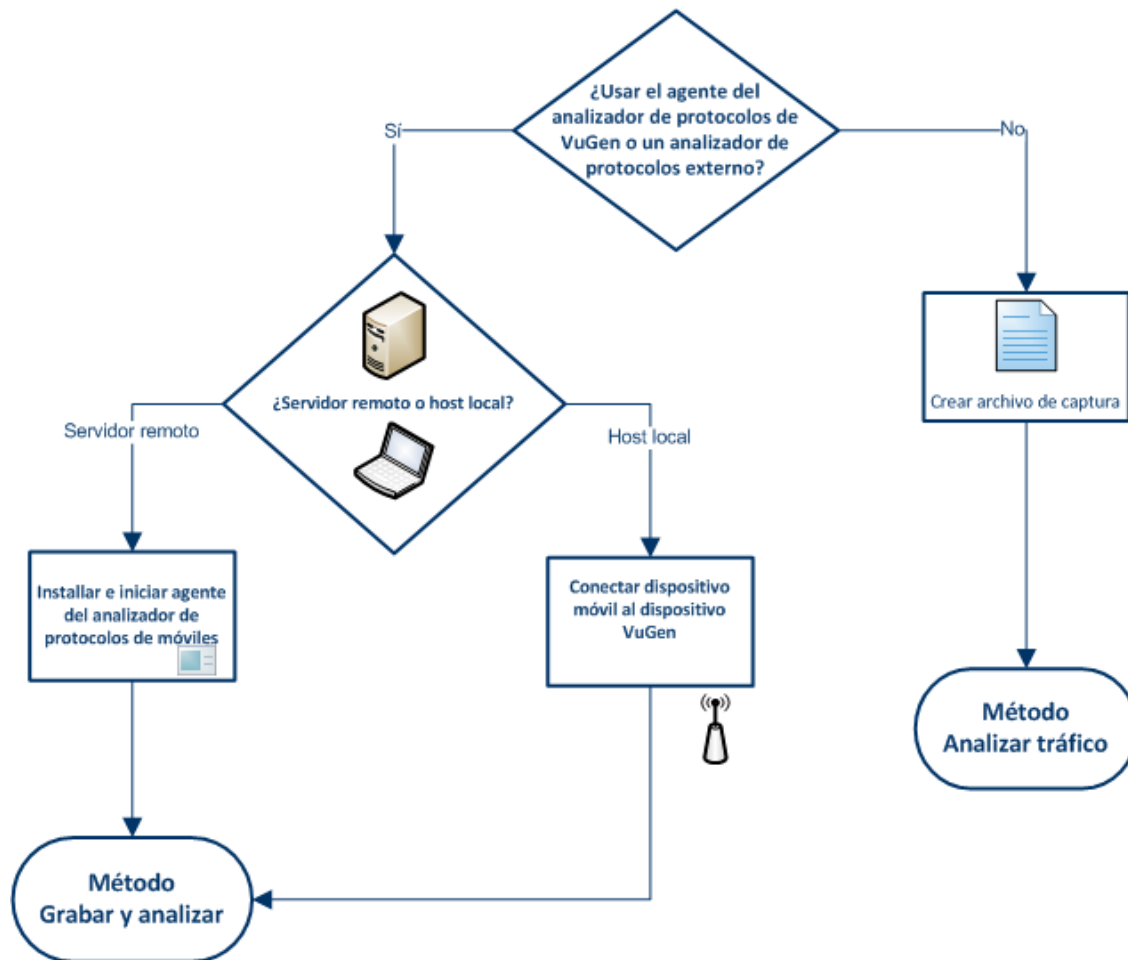 ¿Usar el agente del
analizador de protocolos de
VuGen o un analizador de
protocolos externo?
Sí
No
¿Servidor remoto o host local?
Servidor remoto
Host local
Crear archivo de captura
Installar e iniciar agente
del analizador de
protocolos de móviles
Conectar dispositivo
móvil al dispositivo
VuGen
Método
Analizar tráfico
Método
Grabar y analizar